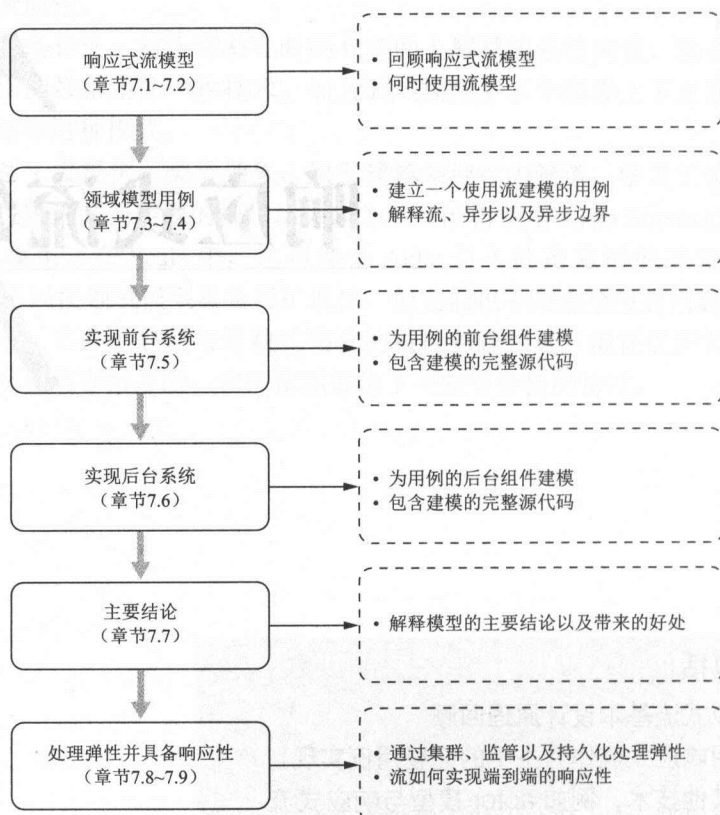 响应式流模型
(章节7.1~7.2)
• 回顾响应式流模型
何时使用流模型
领域模型用例
(章节7.3~7.4)
• 建立一个使用流建模的用例
• 解释流、异步以及异步边界
实现前台系统
(章节7.5)
• 为用例的前台组件建模
• 包含建模的完整源代码
实现后台系统
(章节7.6)
• 为用例的后台组件建模
• 包含建模的完整源代码
主要结论
(章节7.7)
• 解释模型的主要结论以及带来的好处
处理弹性并具备响应性
(章节7.8~7.9)
• 通过集群、监管以及持久化处理弹性
• 流如何实现端到端的响应性